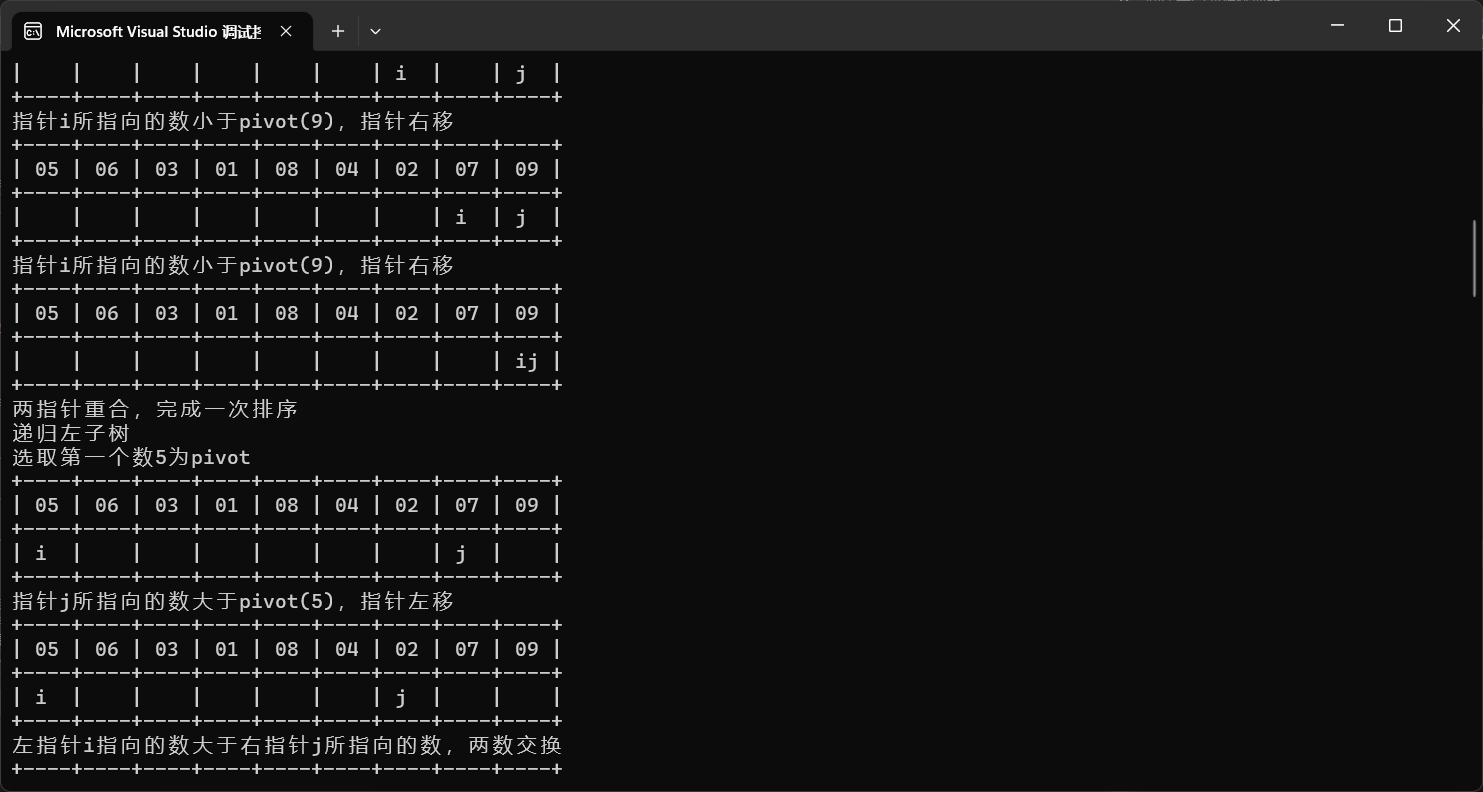 Microsoft Visual Studio 调试
|    |    |    |    |    |    | i  |    | j  |
+----+----+----+----+----+----+----+----+----+
指针i所指向的数小于pivot(9)，指针右移
+----+----+----+----+----+----+----+----+----+
| 05 | 06 | 03 | 01 | 08 | 04 | 02 | 07 | 09 |
+----+----+----+----+----+----+----+----+----+
|    |    |    |    |    |    |    | i  | j  |
+----+----+----+----+----+----+----+----+----+
指针i所指向的数小于pivot(9)，指针右移
+----+----+----+----+----+----+----+----+----+
| 05 | 06 | 03 | 01 | 08 | 04 | 02 | 07 | 09 |
+----+----+----+----+----+----+----+----+----+
|    |    |    |    |    |    |    |    | ij |
+----+----+----+----+----+----+----+----+----+
两指针重合，完成一次排序
递归左子树
选取第一个数5为pivot
+----+----+----+----+----+----+----+----+----+
| 05 | 06 | 03 | 01 | 08 | 04 | 02 | 07 | 09 |
+----+----+----+----+----+----+----+----+----+
| i  |    |    |    |    |    |    | j  |    |
+----+----+----+----+----+----+----+----+----+
指针j所指向的数大于pivot(5)，指针左移
+----+----+----+----+----+----+----+----+----+
| 05 | 06 | 03 | 01 | 08 | 04 | 02 | 07 | 09 |
+----+----+----+----+----+----+----+----+----+
| i  |    |    |    |    |    | j  |    |    |
+----+----+----+----+----+----+----+----+----+
左指针i指向的数大于右指针j所指向的数，两数交换
+----+----+----+----+----+----+----+----+----+